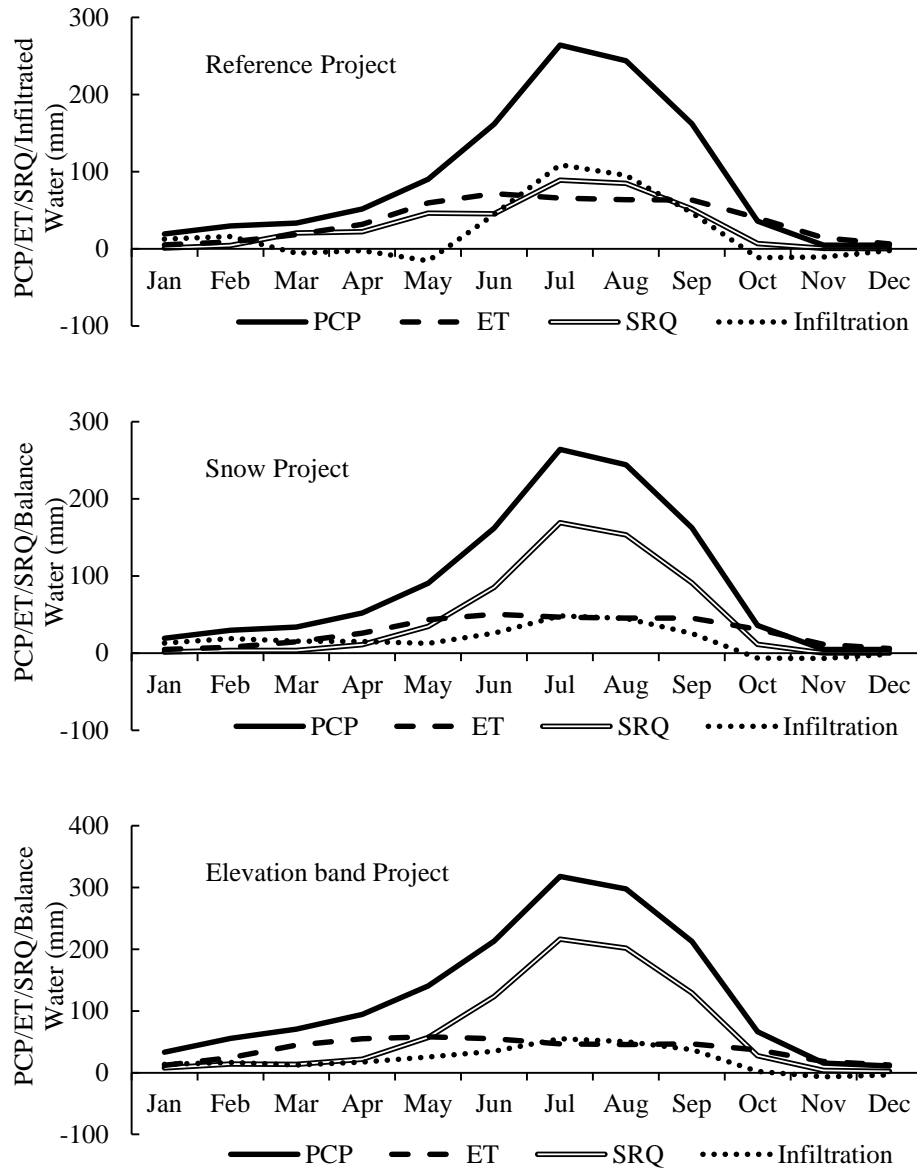 300
200
100
0
-100
PCP/ET/SRQ/Infiltrated
Water (mm)
Reference Project
Jan Feb Mar Apr May Jun Jul Aug Sep Oct Nov Dec
PCP ET SRQ Infiltration
300
200
100
0
-100
PCP/ET/SRQ/Balance
Water (mm)
Snow Project
Jan Feb Mar Apr May Jun Jul Aug Sep Oct Nov Dec
PCP ET SRQ Infiltration
400
300
200
100
0
-100
PCP/ET/SRQ/Balance
Water (mm)
Elevation band Project
Jan Feb Mar Apr May Jun Jul Aug Sep Oct Nov Dec
PCP ET SRQ Infiltration